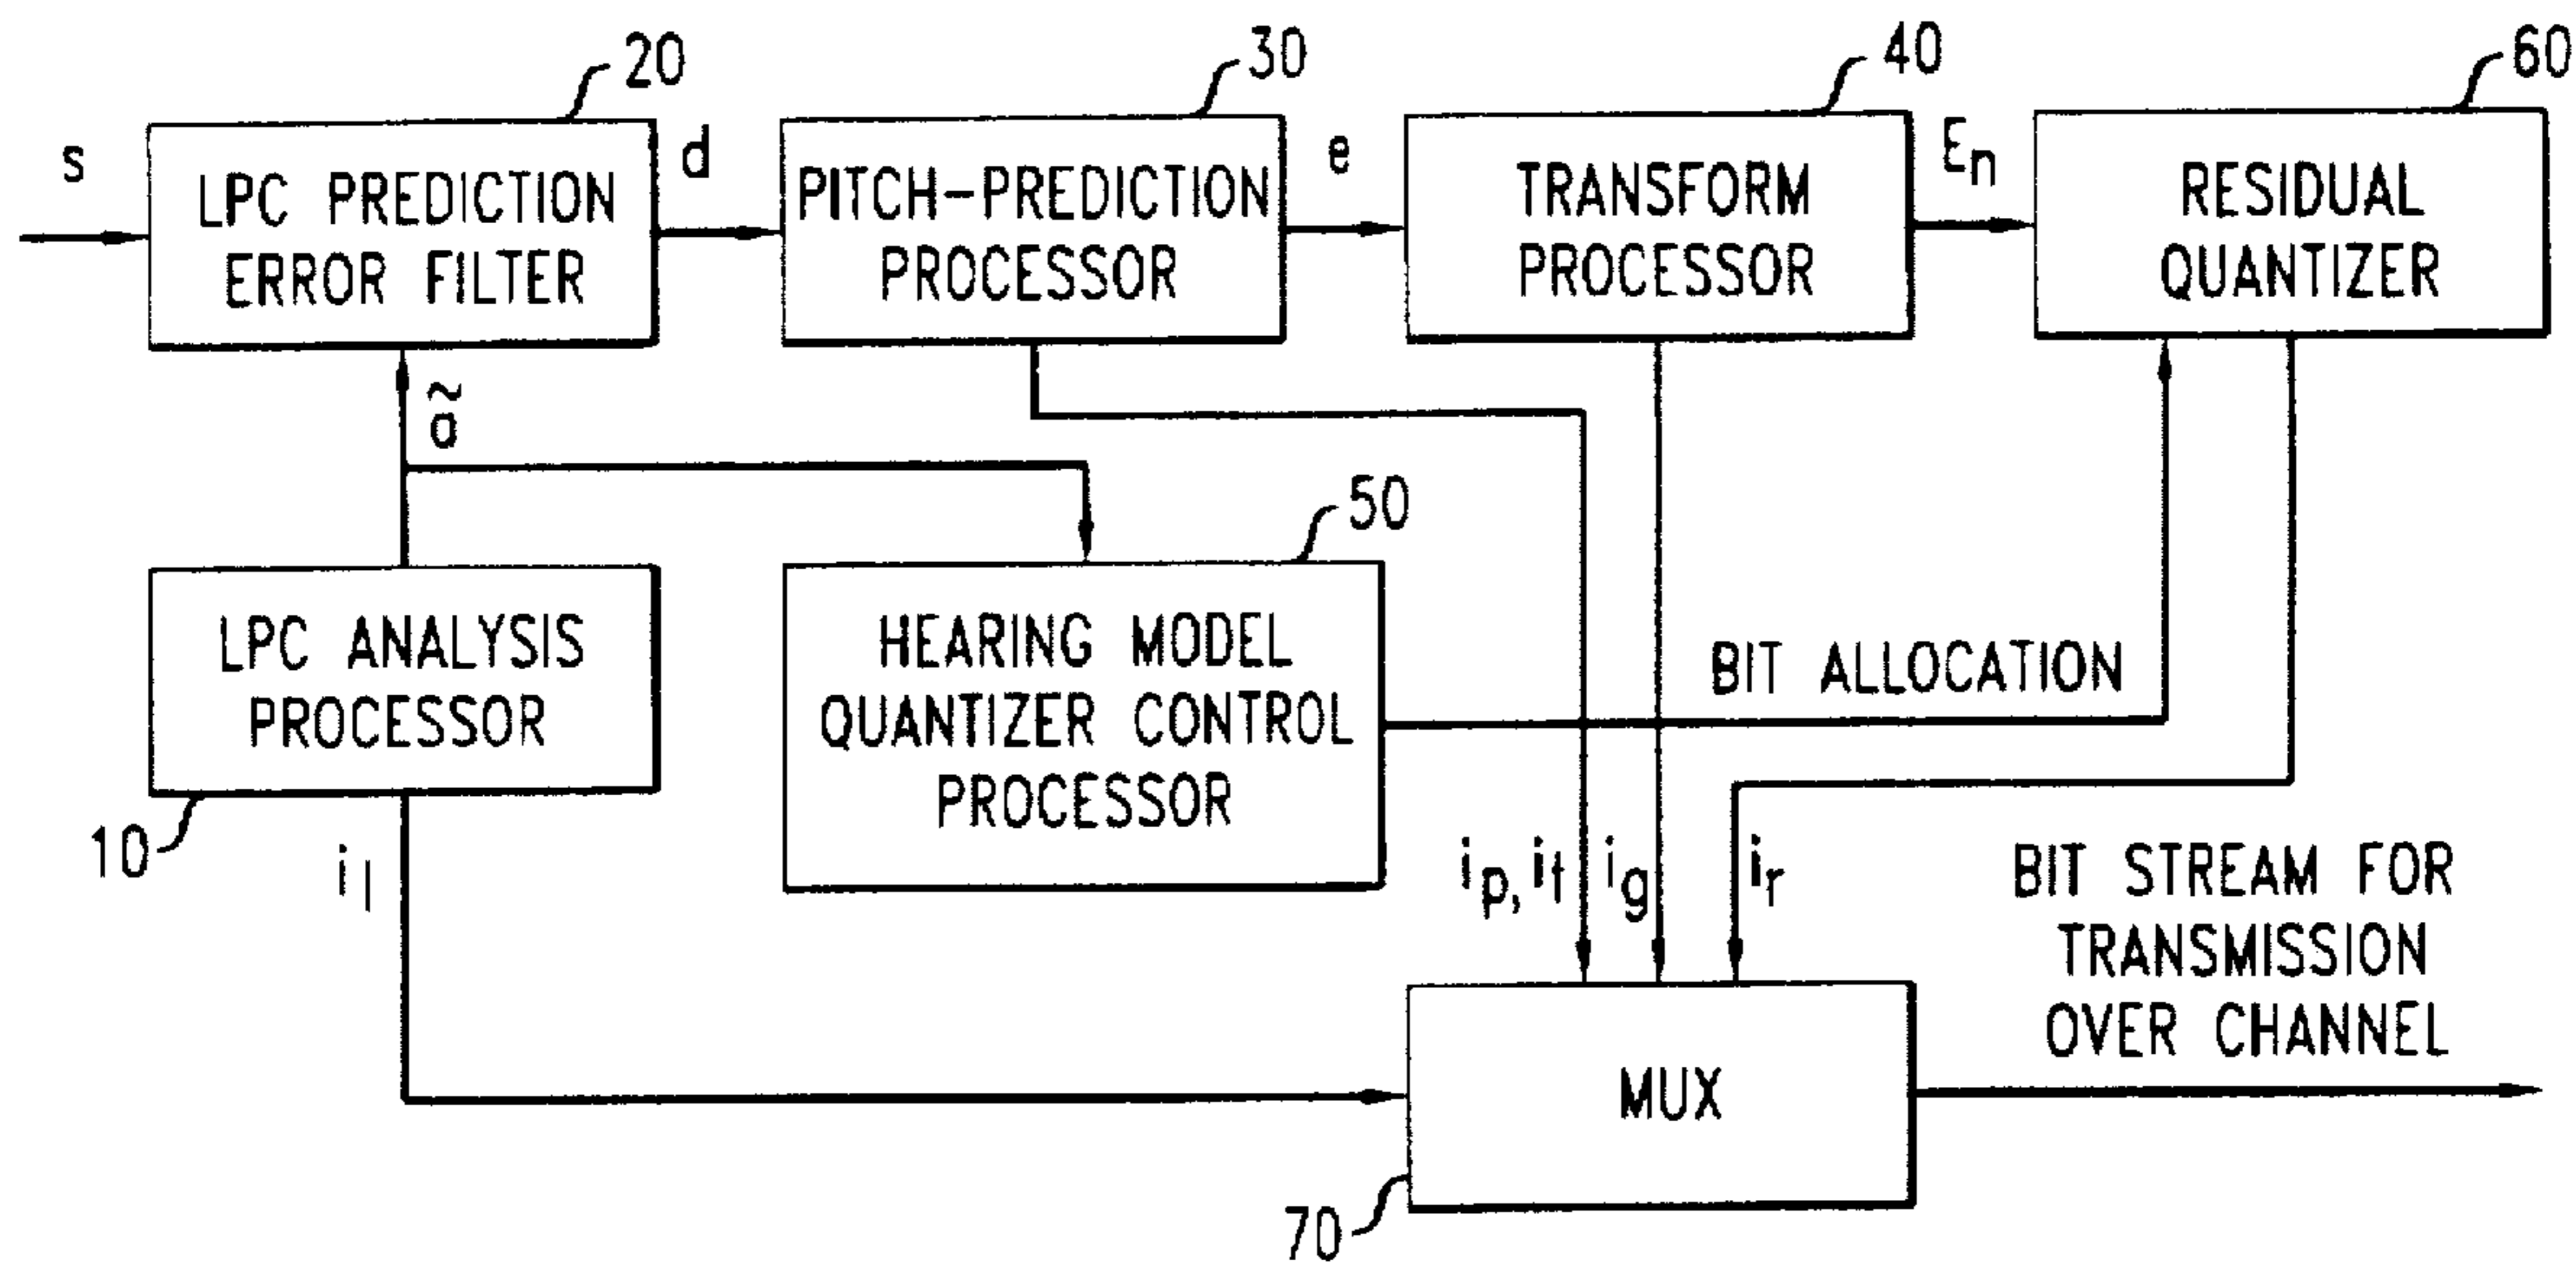 20
30
40
60
s
LPC PREDICTION
ERROR FILTER
d
PITCH-PREDICTION
PROCESSOR
e
TRANSFORM
PROCESSOR
En
RESIDUAL
QUANTIZER
ã
50
LPC ANALYSIS
PROCESSOR
HEARING MODEL
QUANTIZER CONTROL
PROCESSOR
BIT ALLOCATION
10
il
ip, it
ig
ir
BIT STREAM FOR
TRANSMISSION
OVER CHANNEL
MUX
70